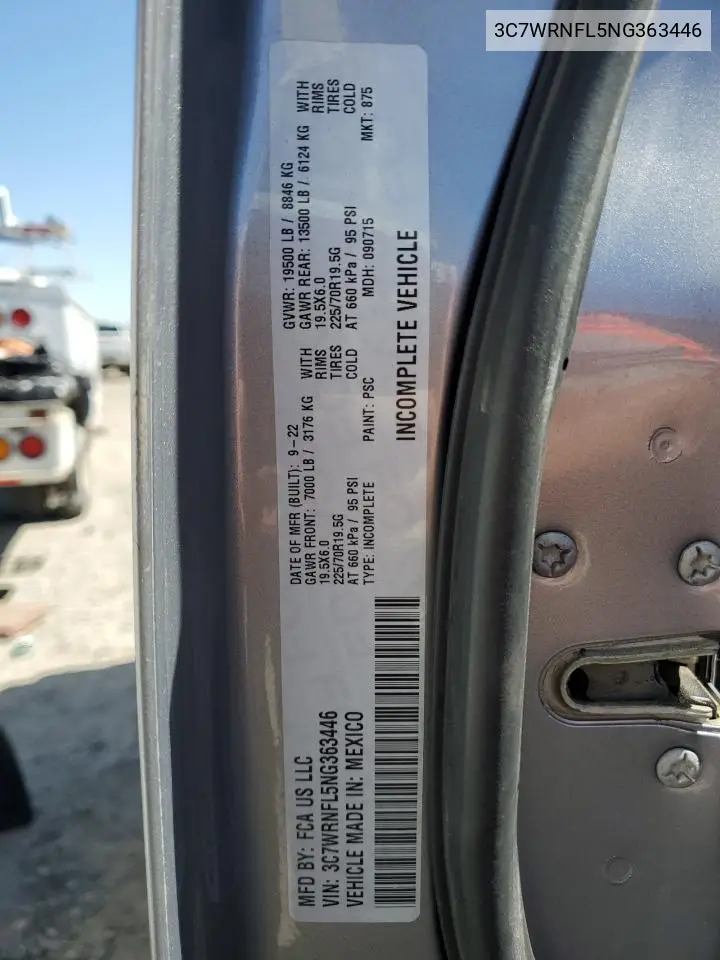 3C7WRNFL5NG363446
MFD BY: FCA US LLC
VIN: 3C7WRNFL5NG363446
VEHICLE MADE IN: MEXICO
DATE OF MFR (BUILT): 9-22
GAWR FRONT: 7000 LB / 3176 KG WITH
19.5X6.0 RIMS
225/70R19.5G TIRES
AT 660 kPa / 95 PSI COLD
TYPE: INCOMPLETE PAINT: PSC
GVWR: 19500 LB / 8846 KG
GAWR REAR: 13500 LB / 6124 KG WITH
19.5X6.0 RIMS
225/70R19.5G TIRES
AT 660 kPa / 95 PSI COLD
MDH: 090715 MKT: 875
INCOMPLETE VEHICLE